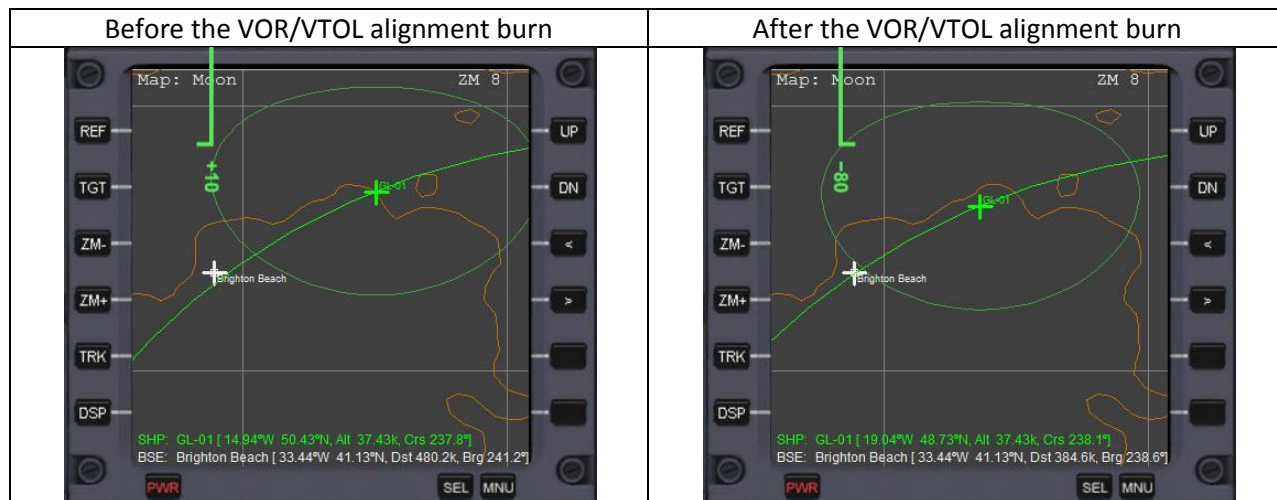 Before the VOR/VTOL alignment burn
After the VOR/VTOL alignment burn
Map: Moon ZM 8
REF
TGT
ZM-
ZM+
TRK
DSP
UP
DN
<
>
+10
GL-01
Brighton Beach
SHP: GL-01 [ 14.94°W 50.43°N, Alt 37.43k, Crs 237.8°]
BSE: Brighton Beach [ 33.44°W 41.13°N, Dst 480.2k, Brg 241.2°]
PWR
SEL
MNU
Map: Moon ZM 8
REF
TGT
ZM-
ZM+
TRK
DSP
UP
DN
<
>
-80
GL-01
Brighton Beach
SHP: GL-01 [ 19.04°W 48.73°N, Alt 37.43k, Crs 238.1°]
BSE: Brighton Beach [ 33.44°W 41.13°N, Dst 384.6k, Brg 238.6°]
PWR
SEL
MNU